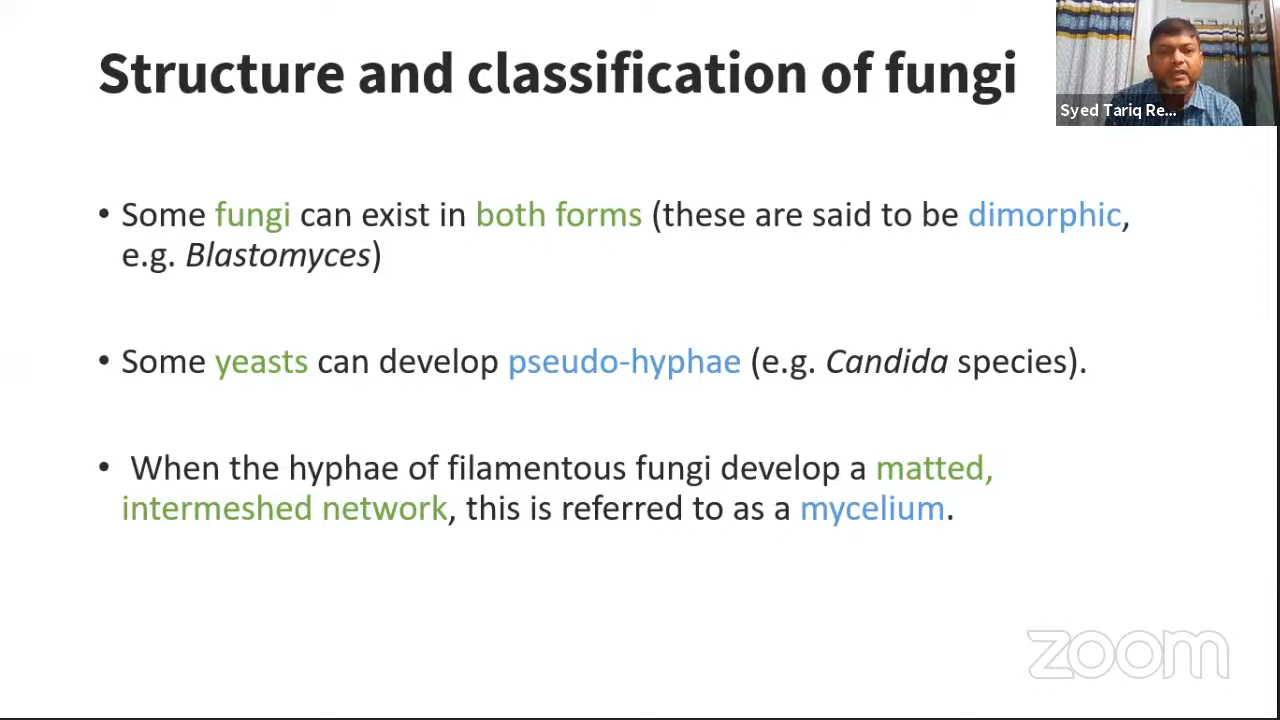 Structure and classification of fungi
Syed Tariq Re...
• Some fungi can exist in both forms (these are said to be dimorphic,
e.g. Blastomyces)
• Some yeasts can develop pseudo-hyphae (e.g. Candida species).
• When the hyphae of filamentous fungi develop a matted,
intermeshed network, this is referred to as a mycelium.
zoom